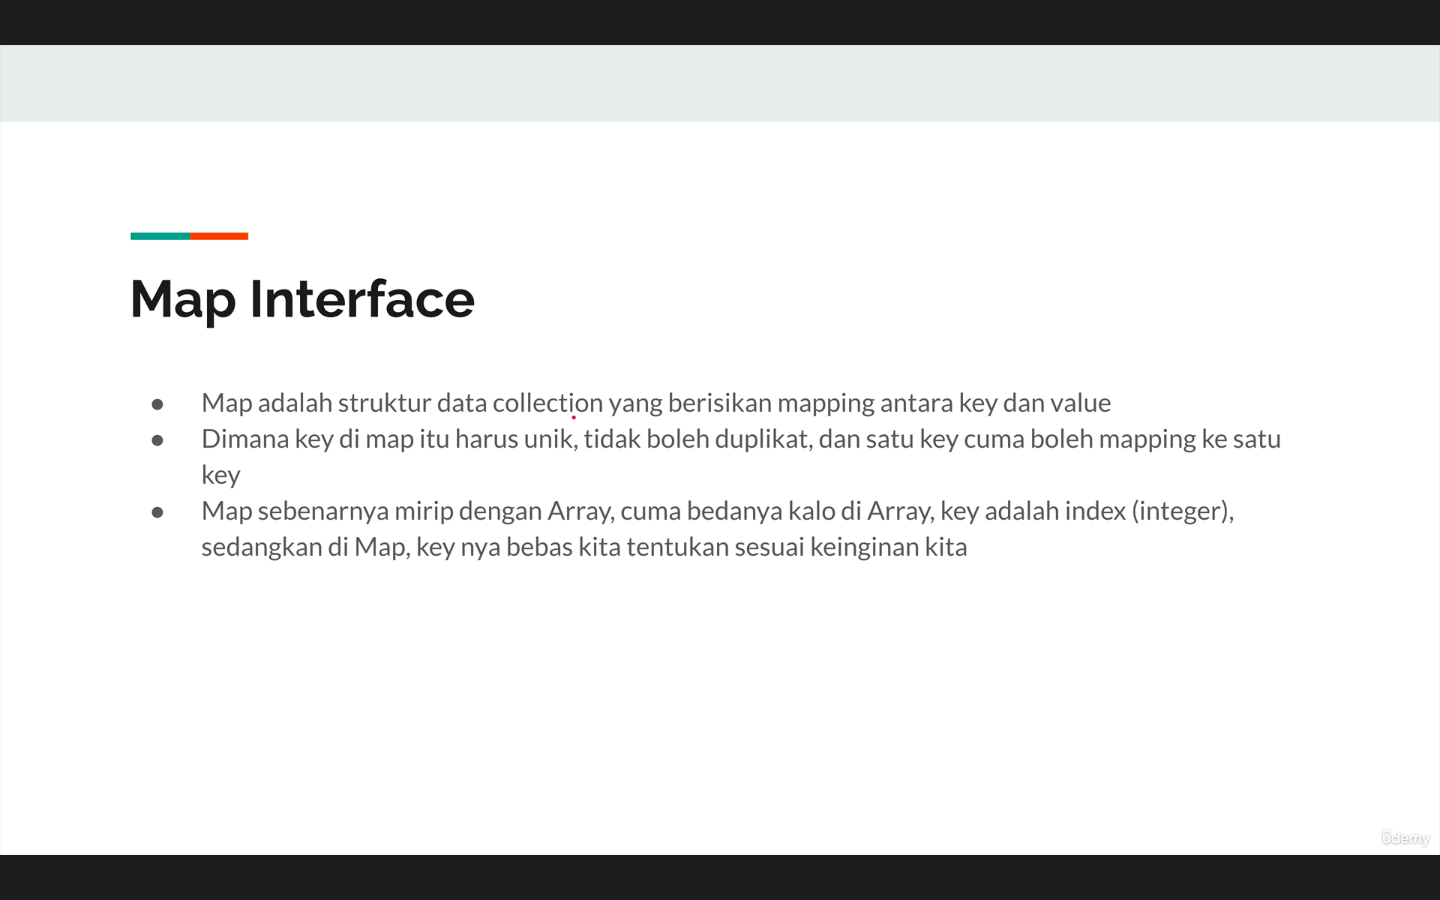 Map Interface
● Map adalah struktur data collection yang berisikan mapping antara key dan value
● Dimana key di map itu harus unik, tidak boleh duplikat, dan satu key cuma boleh mapping ke satu
key
● Map sebenarnya mirip dengan Array, cuma bedanya kalo di Array, key adalah index (integer),
sedangkan di Map, key nya bebas kita tentukan sesuai keinginan kita
ûdemy